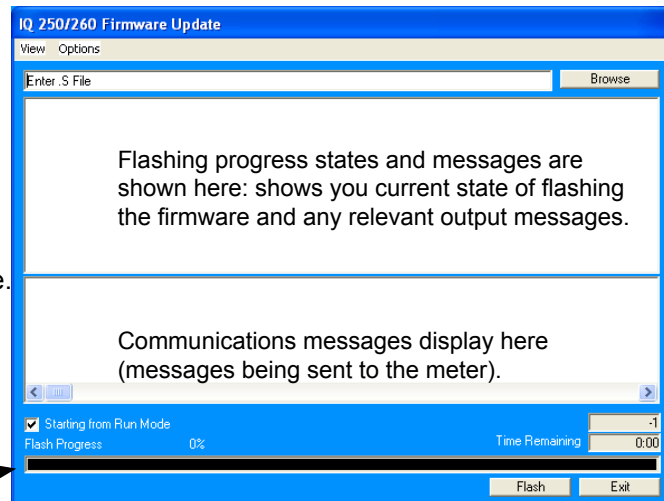 IQ 250/260 Firmware Update
View Options
Enter .S File
Browse
Flashing progress states and messages are
shown here: shows you current state of flashing
the firmware and any relevant output messages.
e.
Communications messages display here
(messages being sent to the meter).
Starting from Run Mode
-1
Flash Progress 0% Time Remaining 0:00
Flash Exit